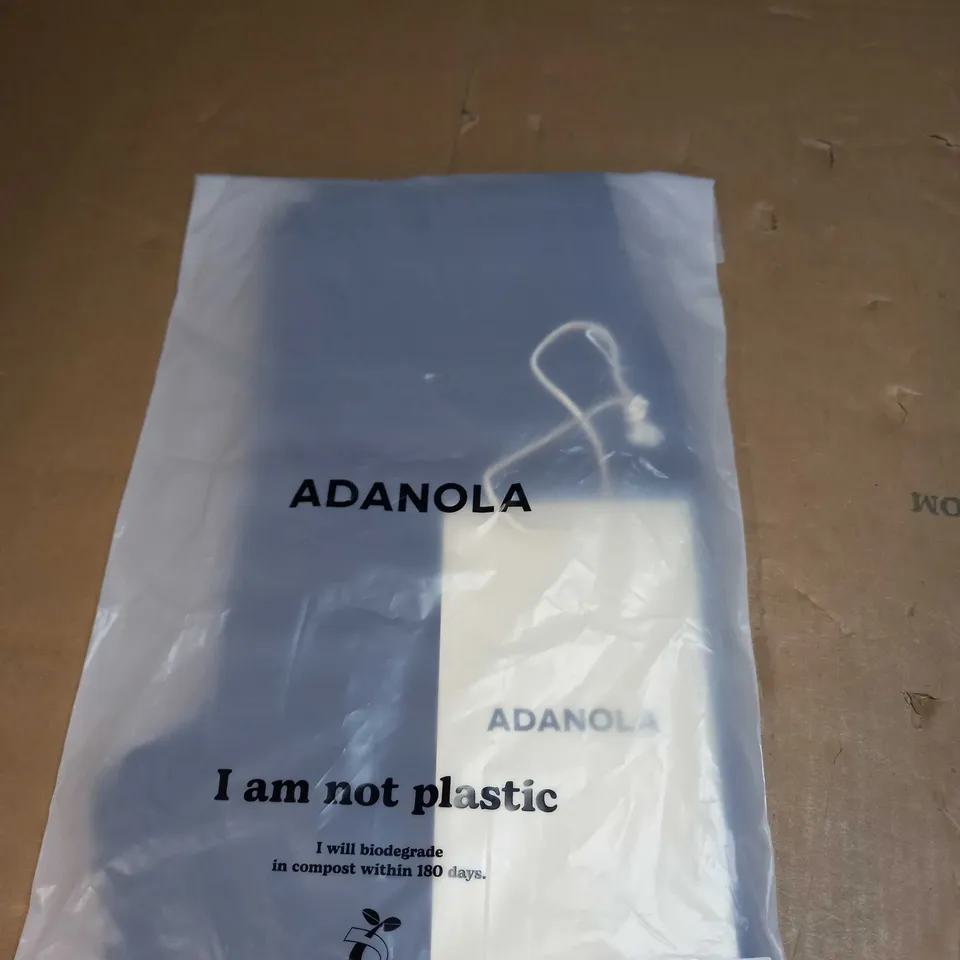 ADANOLA
ADANOLA
I am not plastic
I will biodegrade
in compost within 180 days.